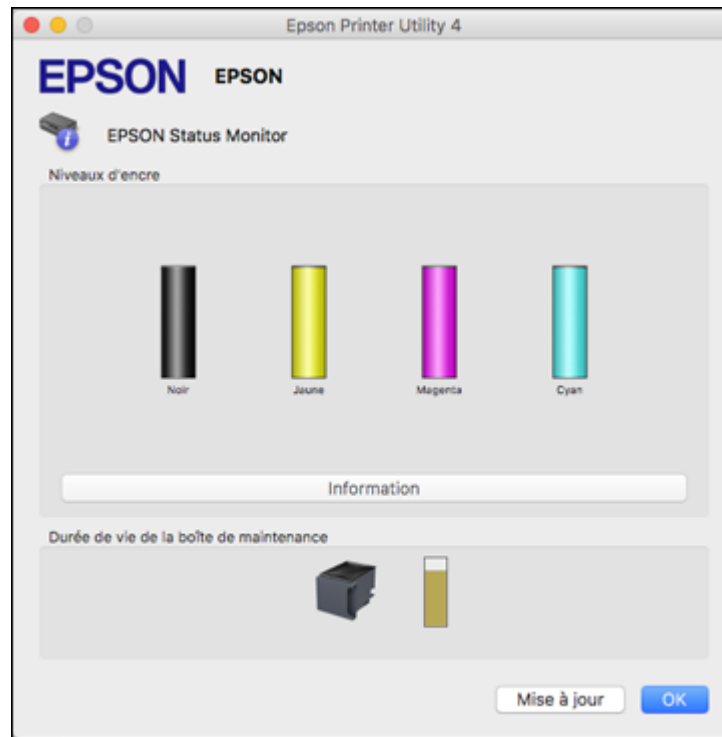 Epson Printer Utility 4
EPSON EPSON
EPSON Status Monitor
Niveaux d'encre
Noir Jaune Magenta Cyan
Information
Durée de vie de la boîte de maintenance
Mise à jour OK